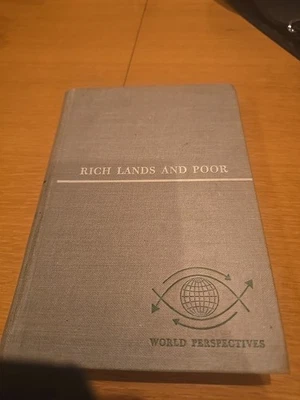 RICH LANDS AND POOR
WORLD PERSPECTIVES